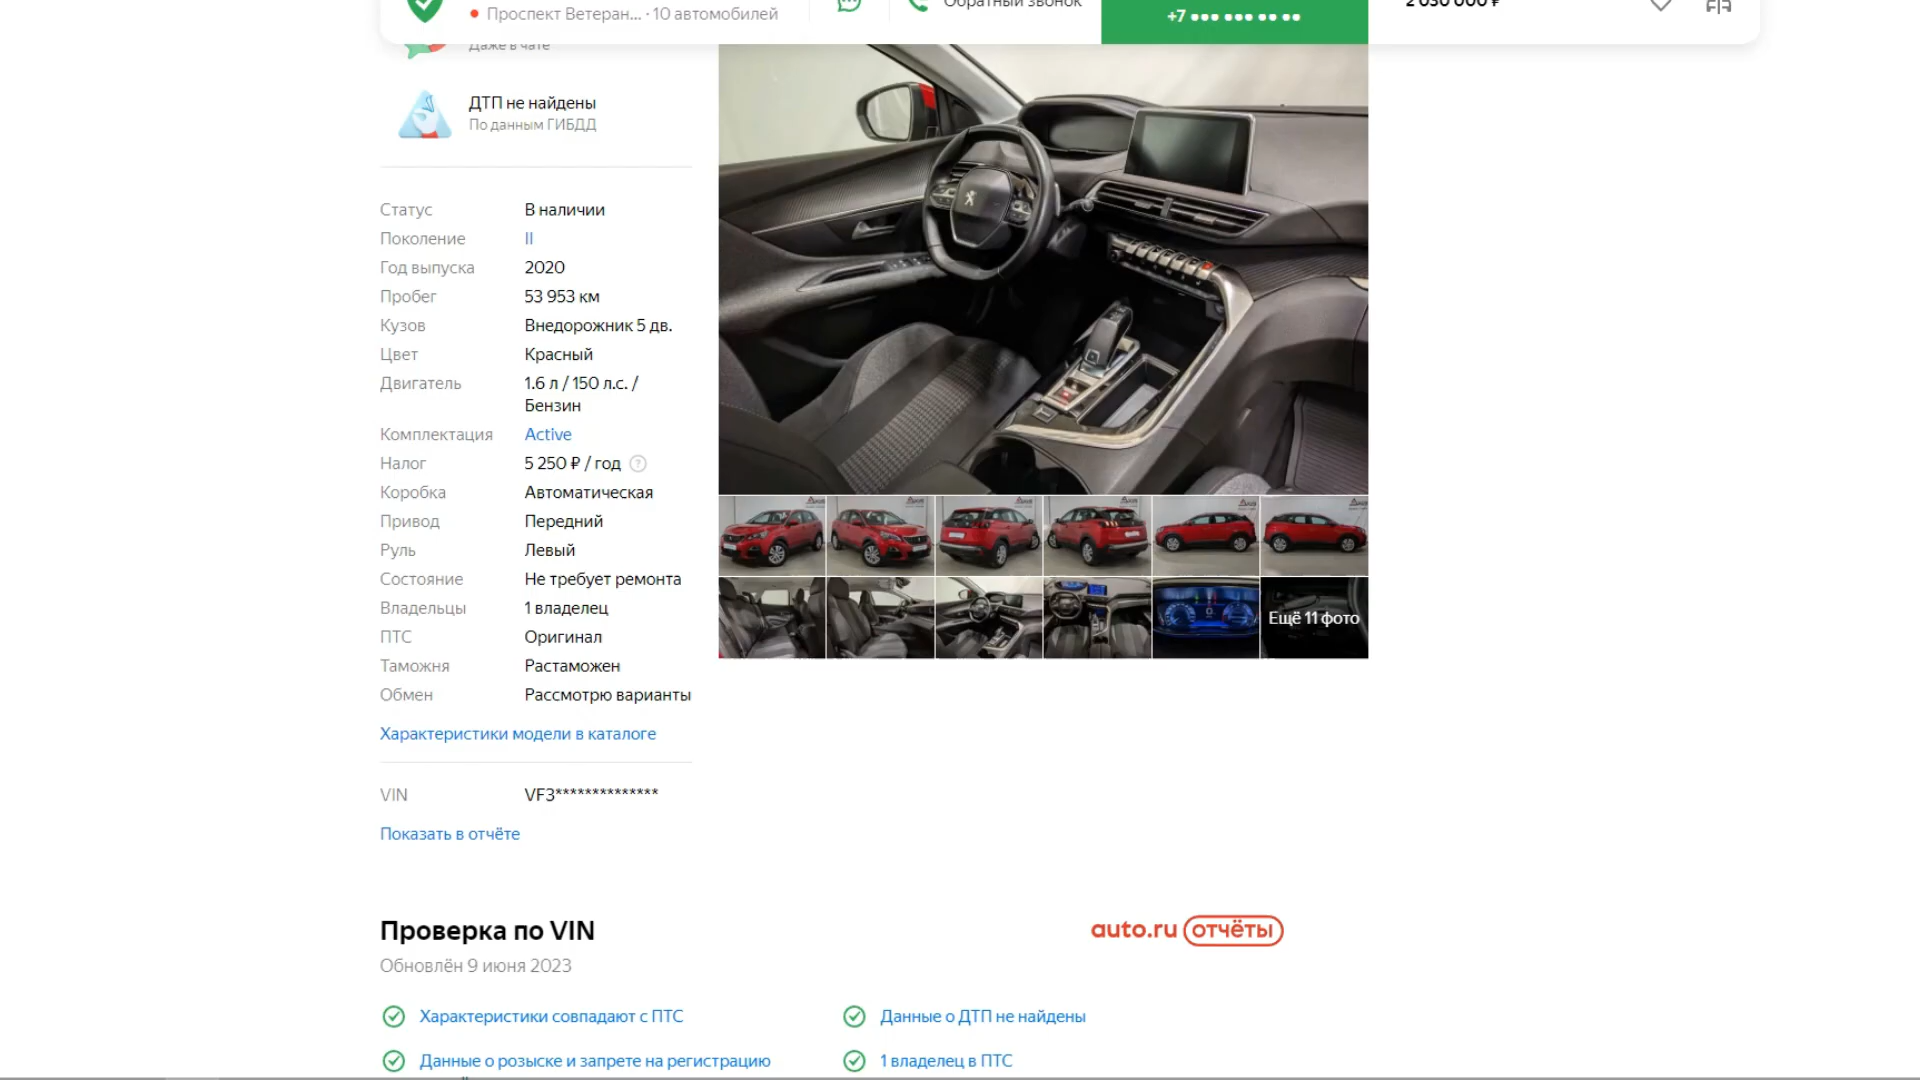 Проспект Ветеран... · 10 автомобилей
Обратный звонок
+7 ●●● ●●● ●● ●●
2 030 000 ₽
Даже в чате
ДТП не найдены
По данным ГИБДД
Статус В наличии
Поколение II
Год выпуска 2020
Пробег 53 953 км
Кузов Внедорожник 5 дв.
Цвет Красный
Двигатель 1.6 л / 150 л.с. /
Бензин
Комплектация Active
Налог 5 250 ₽ / год ?
Коробка Автоматическая
Привод Передний
Руль Левый
Состояние Не требует ремонта
Владельцы 1 владелец
ПТС Оригинал
Таможня Растаможен
Обмен Рассмотрю варианты
Характеристики модели в каталоге
VIN VF3**************
Показать в отчёте
Ещё 11 фото
Проверка по VIN
auto.ru отчёты
Обновлён 9 июня 2023
Характеристики совпадают с ПТС
Данные о ДТП не найдены
Данные о розыске и запрете на регистрацию
1 владелец в ПТС